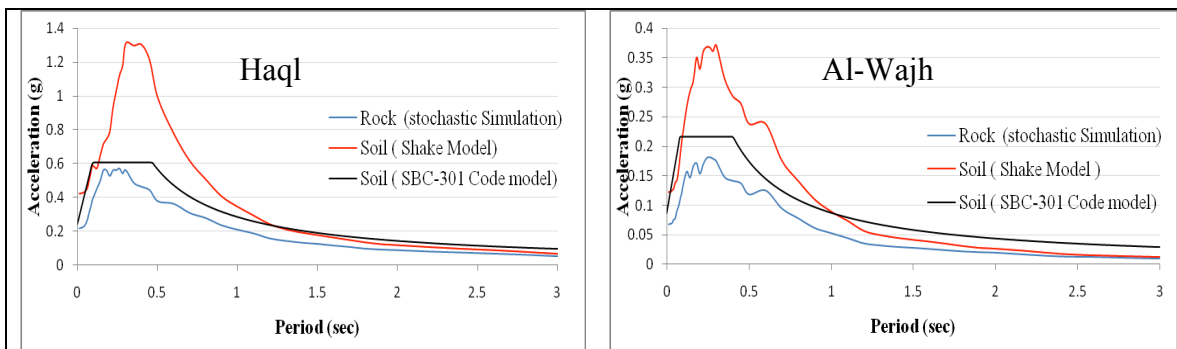 Haql
Acceleration (g)
1.4
1.2
1
0.8
0.6
0.4
0.2
0
Rock (stochastic Simulation)
Soil ( Shake Model)
Soil ( SBC-301 Code model)
0 0.5 1 1.5 2 2.5 3
Period (sec)
Al-Wajh
Acceleration (g)
0.4
0.35
0.3
0.25
0.2
0.15
0.1
0.05
0
Rock (stochastic Simulation)
Soil ( Shake Model )
Soil ( SBC-301 Code model)
0 0.5 1 1.5 2 2.5 3
Period (sec)